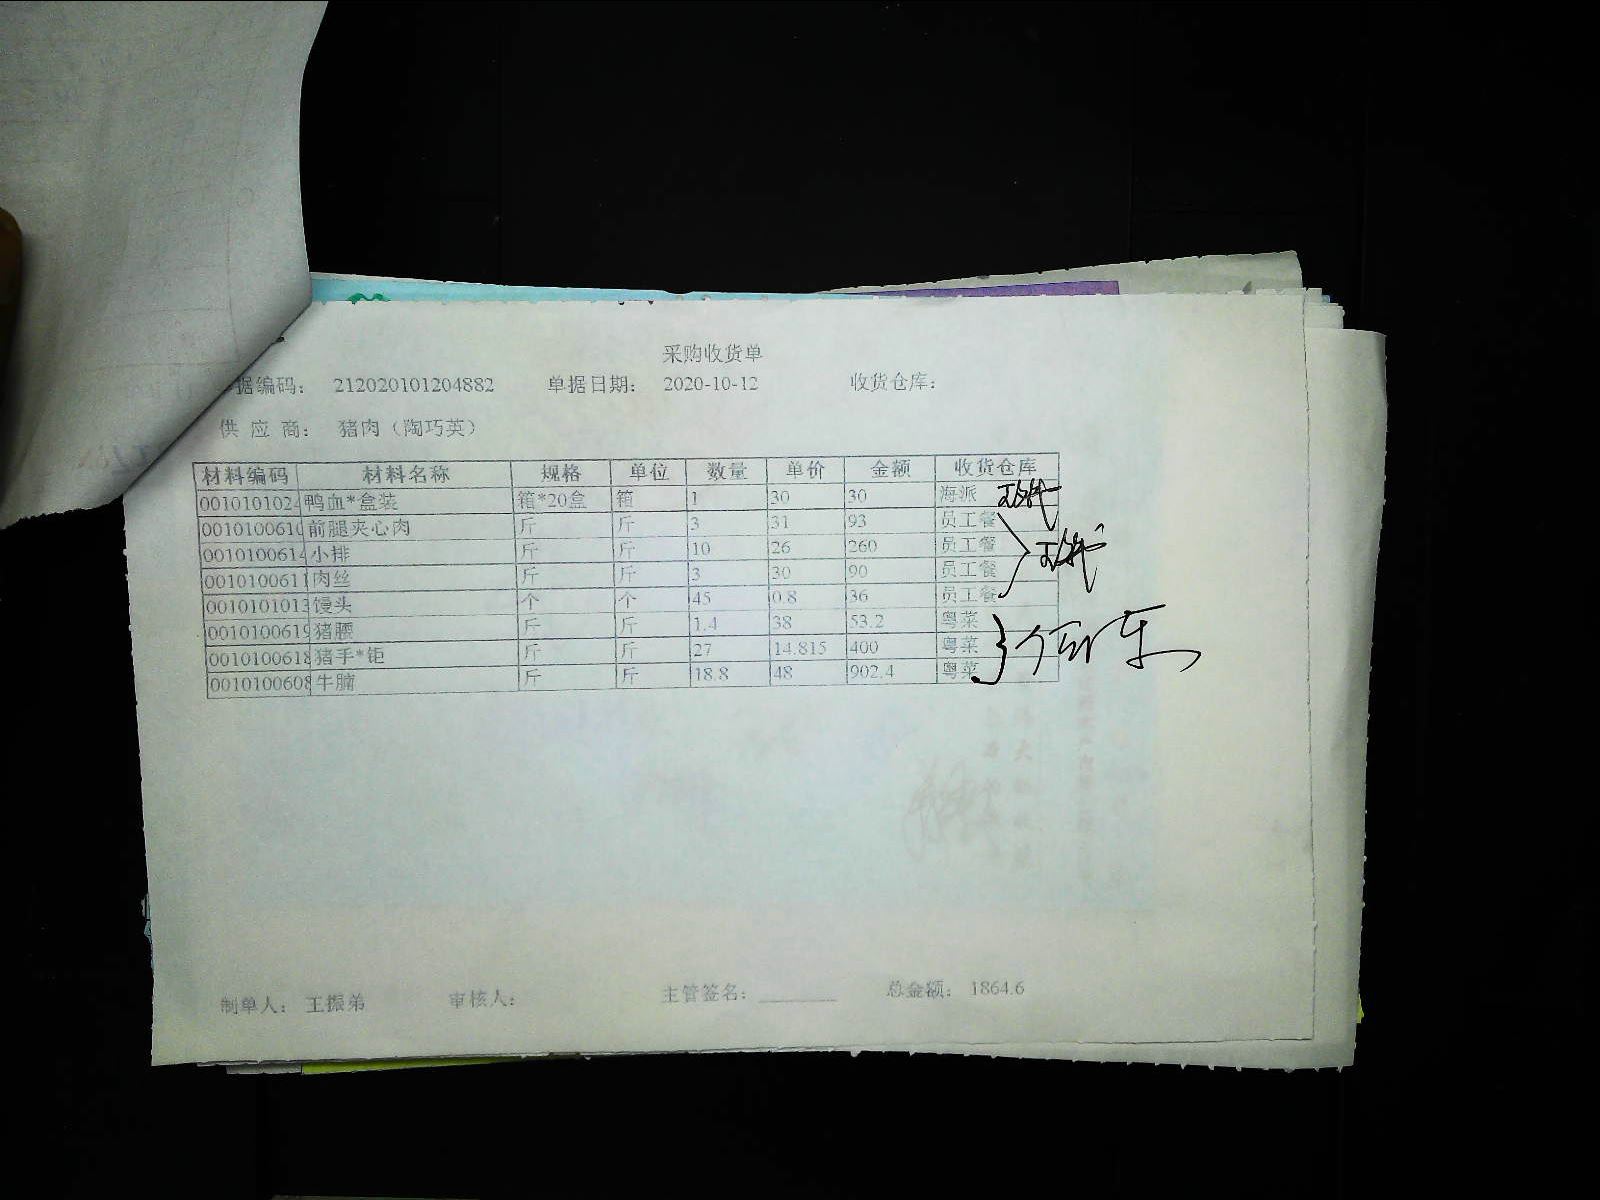 采购收货单
据编码： 212020101204882 单据日期： 2020-10-12 收货仓库：
供 应 商： 猪肉（陶巧英）
材料编码 材料名称 规格 单位 数量 单价 金额 收货仓库
001010102 鸭血*盒装 箱*20盒 箱 1 30 30 海派
001010061 前腿夹心肉 斤 斤 3 31 93 员工餐
001010061 小排 斤 斤 10 26 260 员工餐
001010061 肉丝 斤 斤 3 30 90 员工餐
001010101 馒头 个 个 45 0.8 36 员工餐
001010061 猪腰 斤 斤 1.4 38 53.2 粤菜
001010061 猪手*钜 斤 斤 27 14.815 400 粤菜
001010060 牛腩 斤 斤 18.8 48 902.4 粤菜
制单人： 王振弟 审核人： 主管签名： 总金额： 1864.6